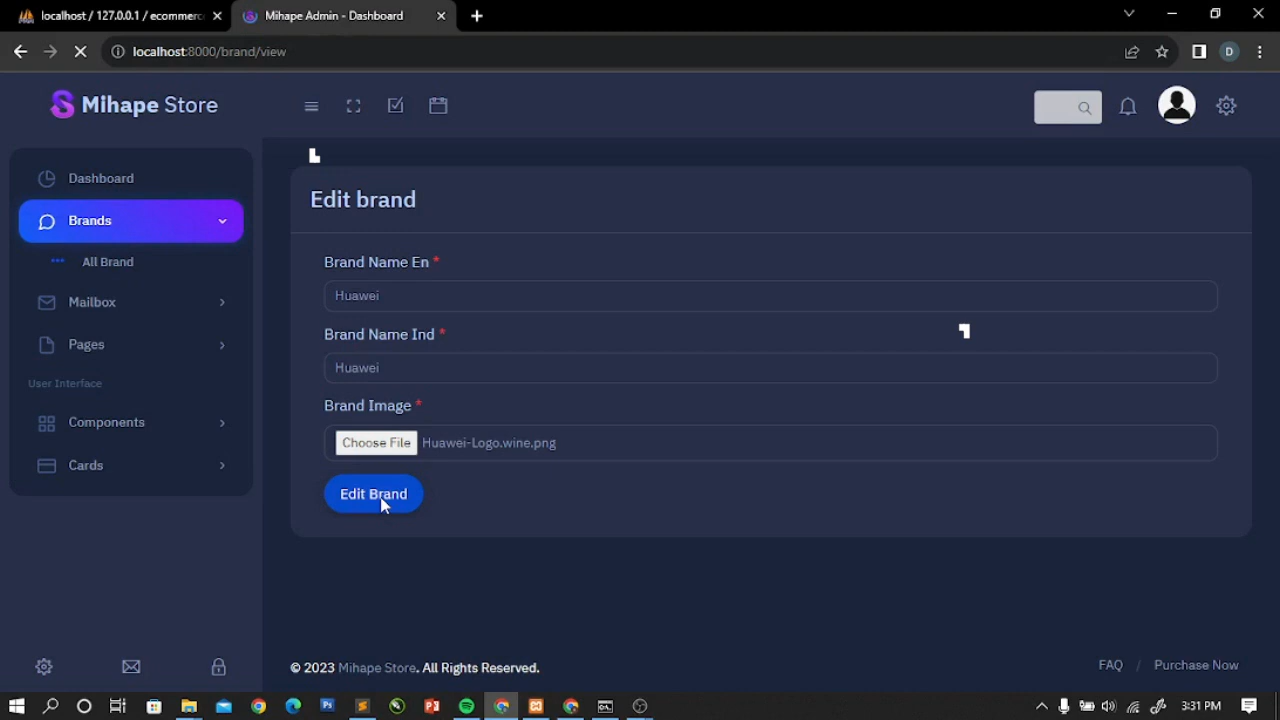 localhost / 127.0.0.1 / ecommerc
Mihape Admin - Dashboard
localhost:8000/brand/view
D
Mihape Store
Dashboard
Brands
All Brand
Mailbox
Pages
User Interface
Components
Cards
Edit brand
Brand Name En *
Huawei
Brand Name Ind *
Huawei
Brand Image *
Choose File Huawei-Logo.wine.png
Edit Brand
© 2023 Mihape Store. All Rights Reserved.
FAQ / Purchase Now
3:31 PM